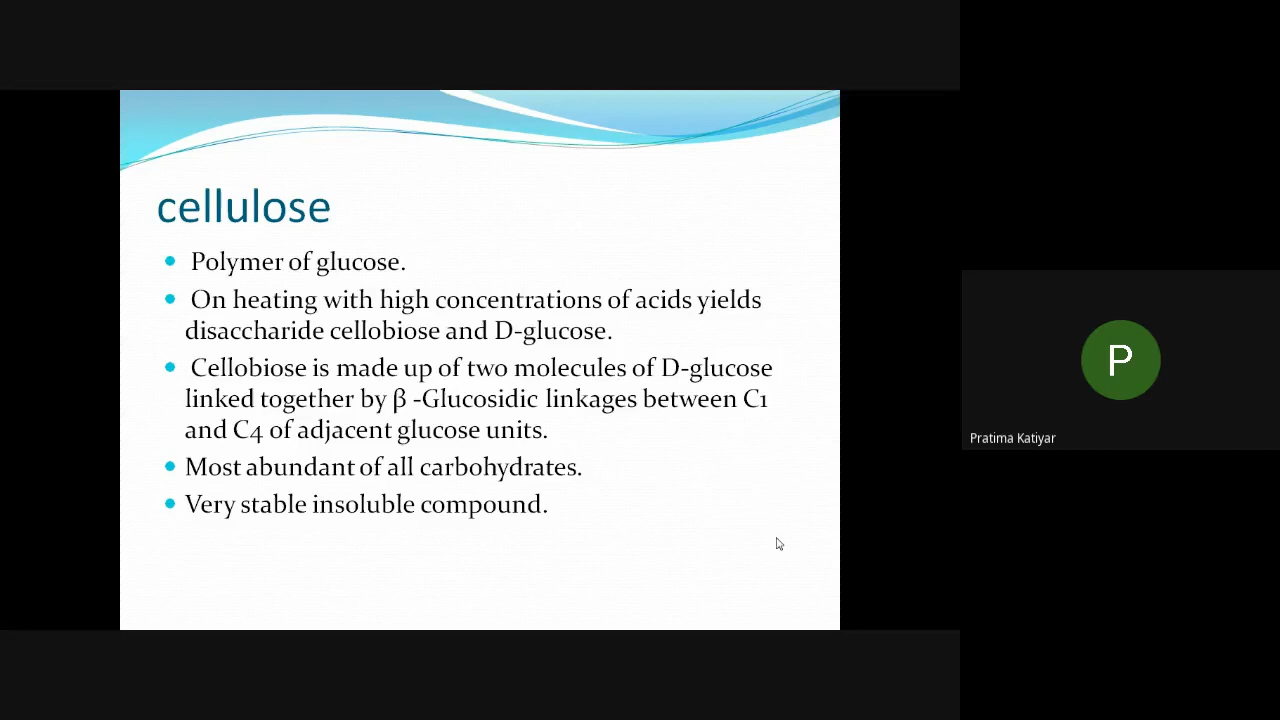 cellulose
Polymer of glucose.
On heating with high concentrations of acids yields
disaccharide cellobiose and D-glucose.
Cellobiose is made up of two molecules of D-glucose
linked together by β -Glucosidic linkages between C1
and C4 of adjacent glucose units.
Most abundant of all carbohydrates.
Very stable insoluble compound.
P
Pratima Katiyar